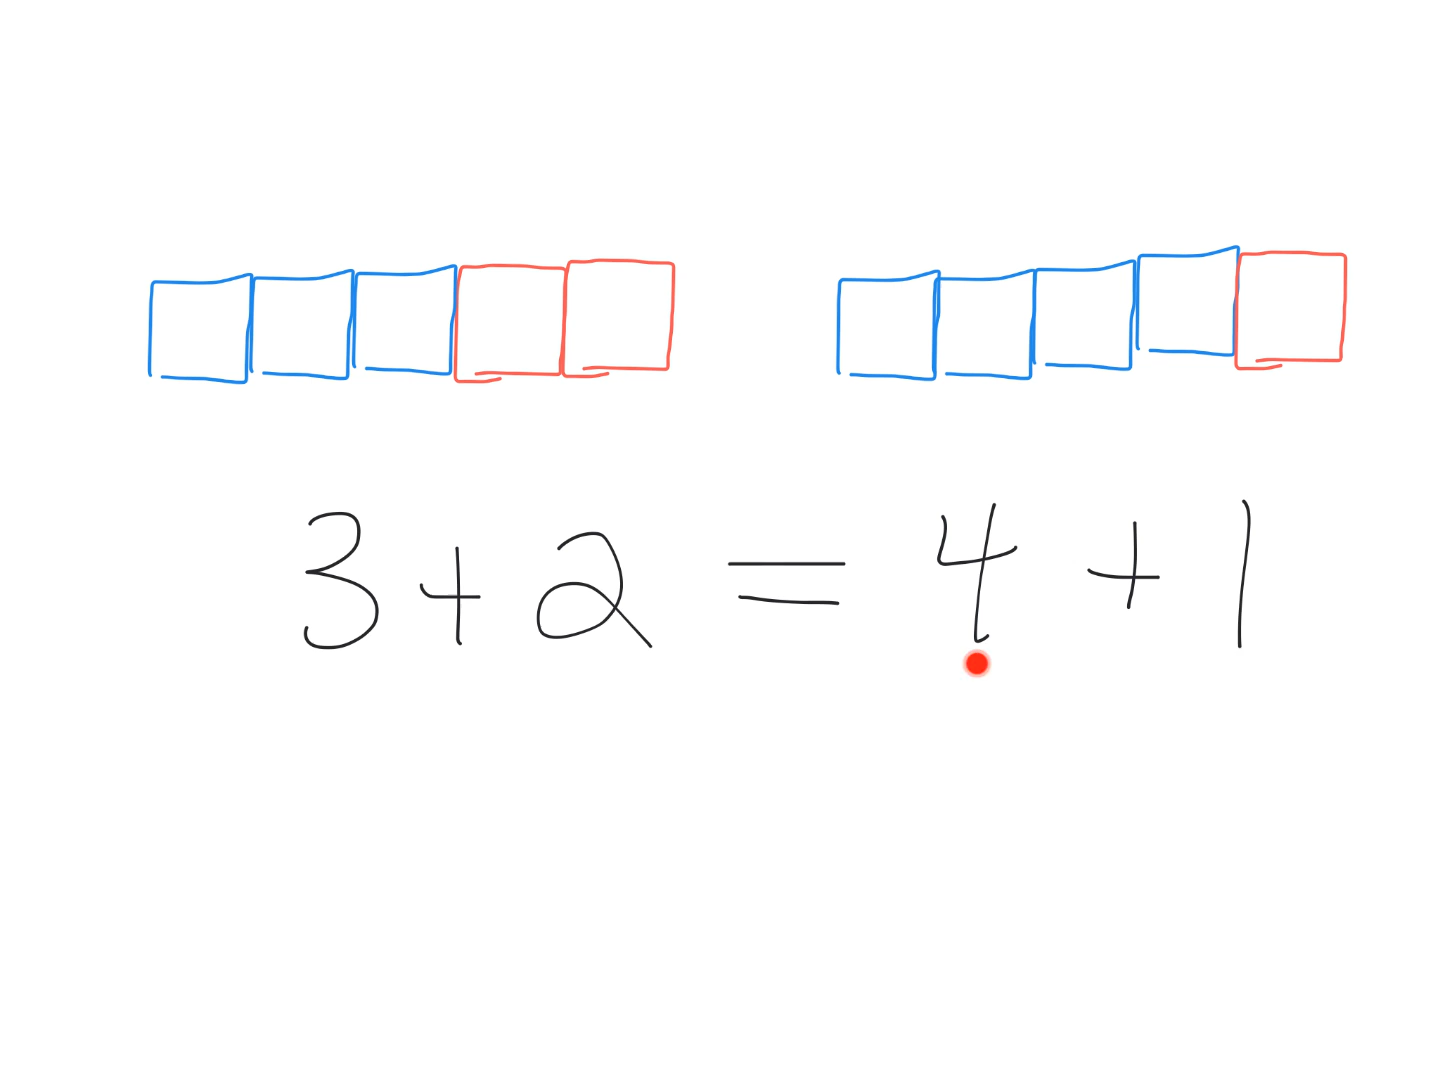 3 + 2 = 4 + 1